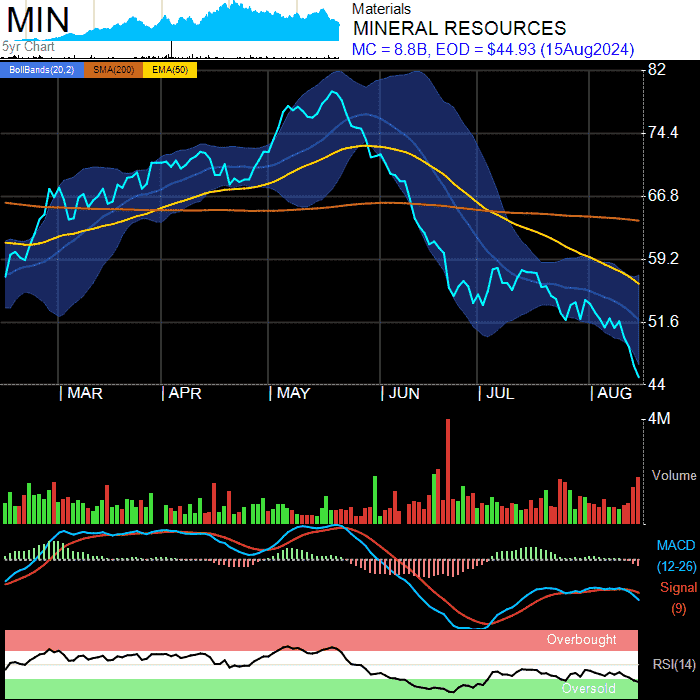 MIN
5yr Chart
Materials
MINERAL RESOURCES
MC = 8.8B, EOD = $44.93 (15Aug2024)
BollBands(20,2) SMA(200) EMA(50)
82
74.4
66.8
59.2
51.6
44
| MAR | APR | MAY | JUN | JUL | AUG
4M
Volume
MACD
(12-26)
Signal
(9)
Overbought
RSI(14)
Oversold